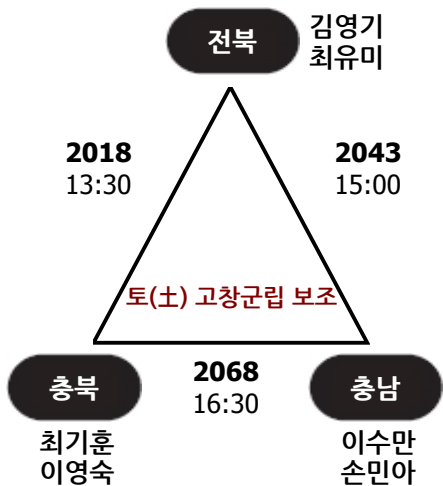 전북
김영기
최유미
2018
13:30
2043
15:00
토(土) 고창군립 보조
충북
2068
16:30
충남
최기훈
이영숙
이수만
손민아